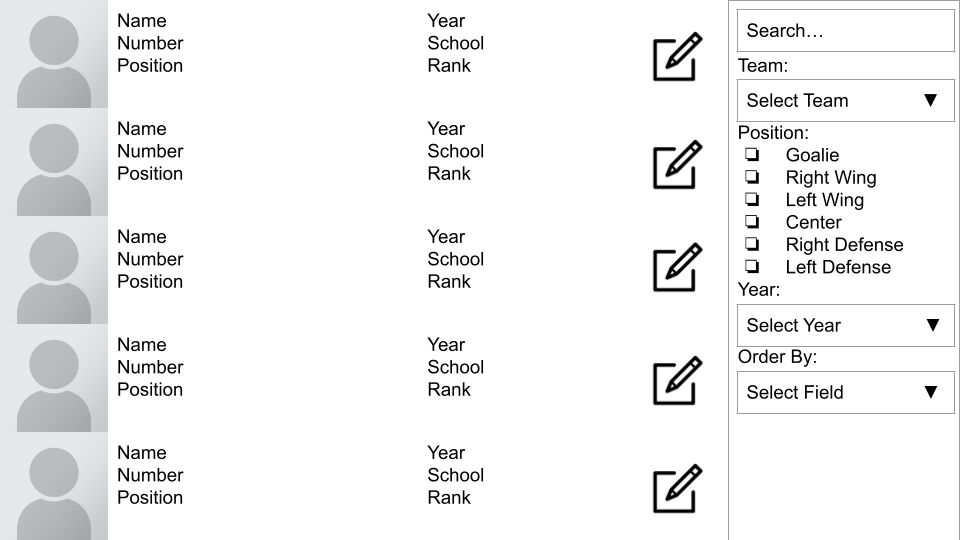 Name
Number
Position
Year
School
Rank
Name
Number
Position
Year
School
Rank
Name
Number
Position
Year
School
Rank
Name
Number
Position
Year
School
Rank
Name
Number
Position
Year
School
Rank
Search…
Team:
Select Team ▼
Position:
❏ Goalie
❏ Right Wing
❏ Left Wing
❏ Center
❏ Right Defense
❏ Left Defense
Year:
Select Year ▼
Order By:
Select Field ▼